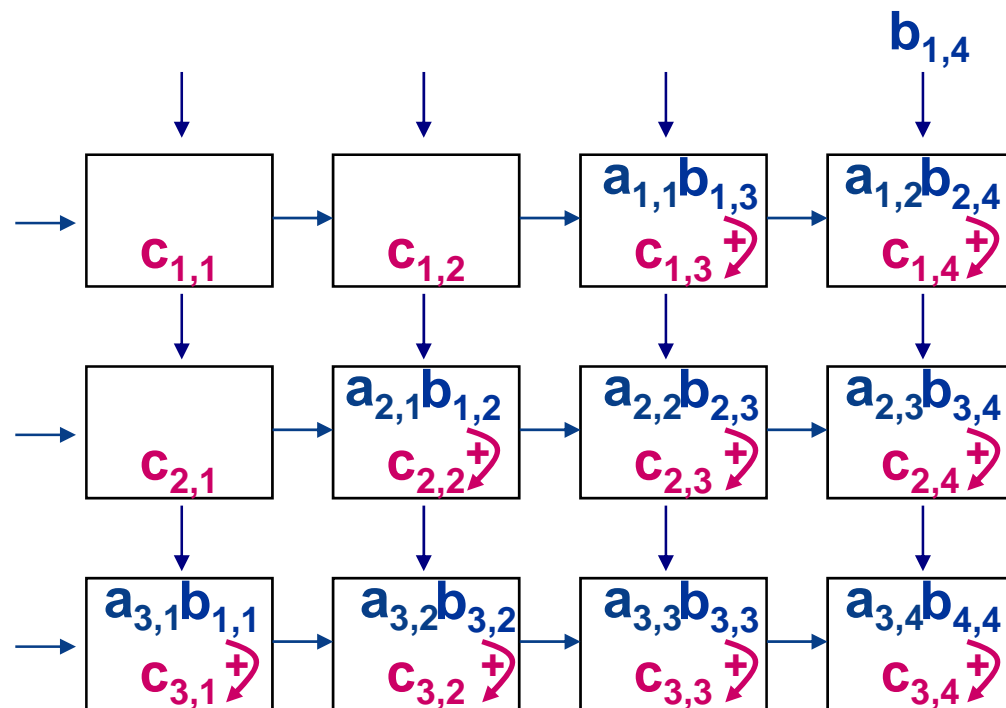 b1,4
a1,1b1,3 a1,2b2,4
+ +
c1,1 c1,2 c1,3 c1,4
a2,1b1,2 a2,2b2,3 a2,3b3,4
+ + +
c2,1 c2,2 c2,3 c2,4
a3,1b1,1 a3,2b3,2 a3,3b3,3 a3,4b4,4
+ + + +
c3,1 c3,2 c3,3 c3,4